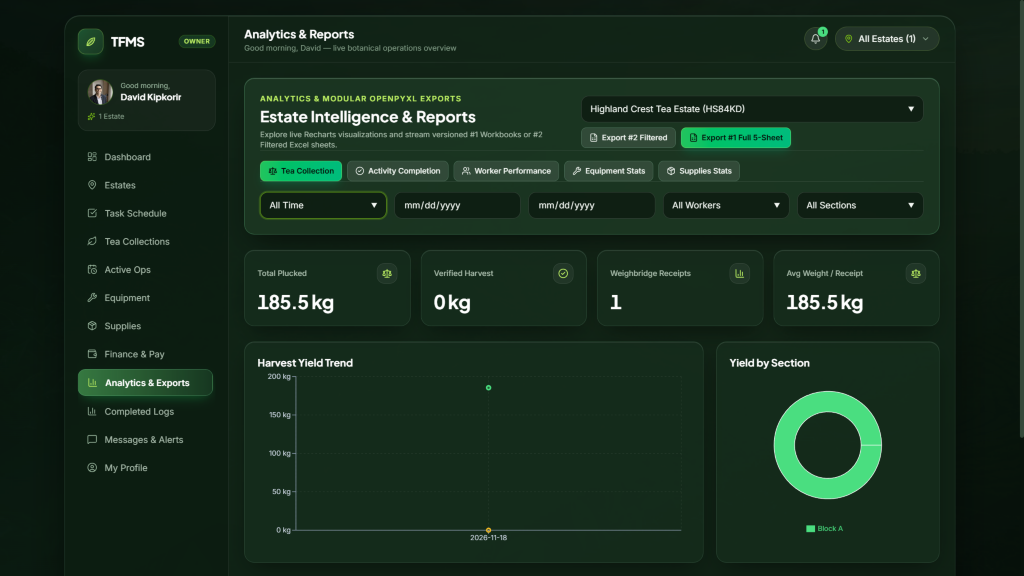 TFMS
OWNER
Good morning,
David Kipkorir
1 Estate
Dashboard
Estates
Task Schedule
Tea Collections
Active Ops
Equipment
Supplies
Finance & Pay
Analytics & Exports
Completed Logs
Messages & Alerts
My Profile
Analytics & Reports
Good morning, David — live botanical operations overview
1
All Estates (1)
ANALYTICS & MODULAR OPENPYXL EXPORTS
Estate Intelligence & Reports
Explore live Recharts visualizations and stream versioned #1 Workbooks or #2
Filtered Excel sheets.
Highland Crest Tea Estate (HS84KD)
Export #2 Filtered
Export #1 Full 5-Sheet
Tea Collection
Activity Completion
Worker Performance
Equipment Stats
Supplies Stats
All Time
mm/dd/yyyy
mm/dd/yyyy
All Workers
All Sections
Total Plucked
185.5 kg
Verified Harvest
0 kg
Weighbridge Receipts
1
Avg Weight / Receipt
185.5 kg
Harvest Yield Trend
200 kg
150 kg
100 kg
50 kg
0 kg
2026-11-18
Yield by Section
Block A